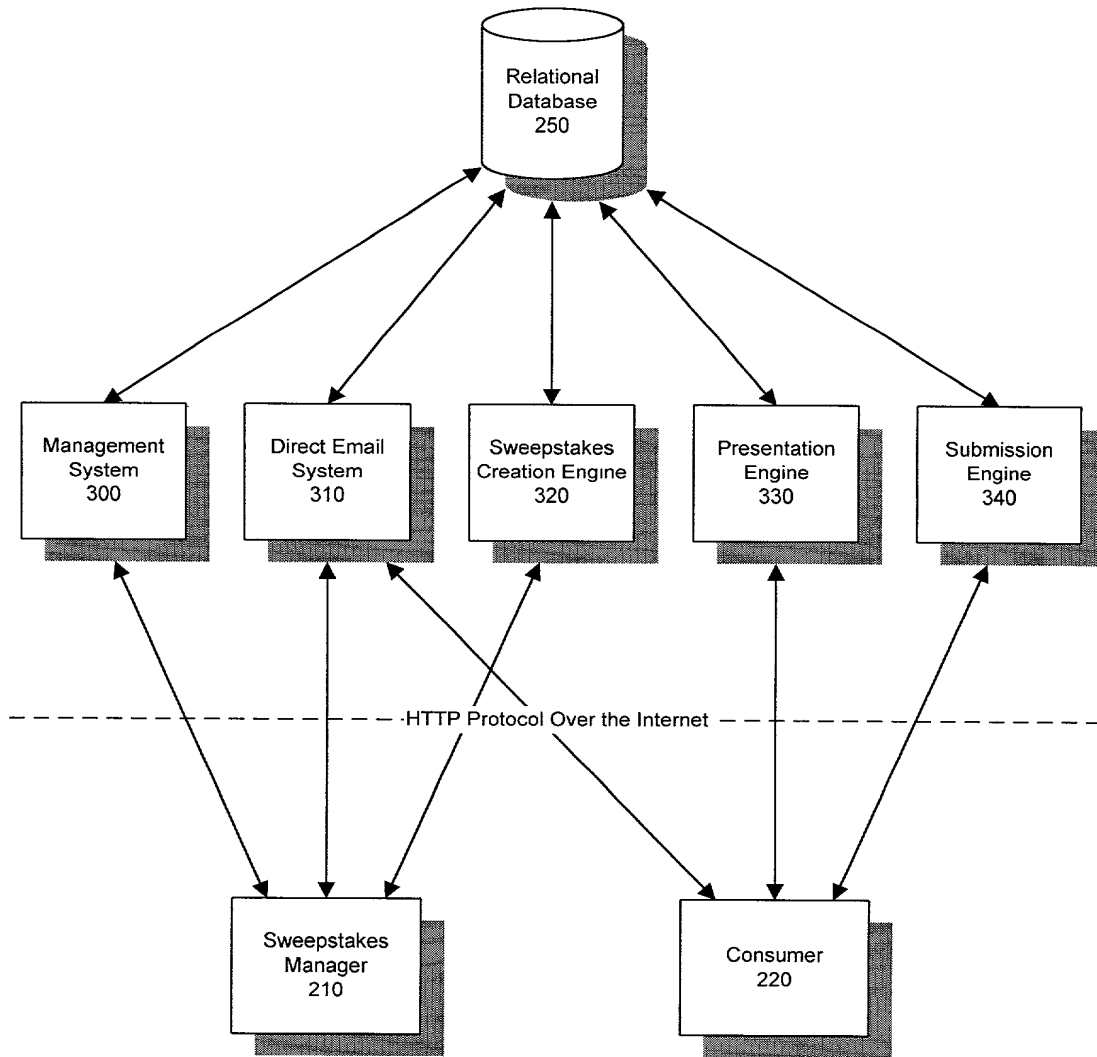 Relational
Database
250
Management
System
300
Direct Email
System
310
Sweepstakes
Creation Engine
320
Presentation
Engine
330
Submission
Engine
340
HTTP Protocol Over the Internet
Sweepstakes
Manager
210
Consumer
220